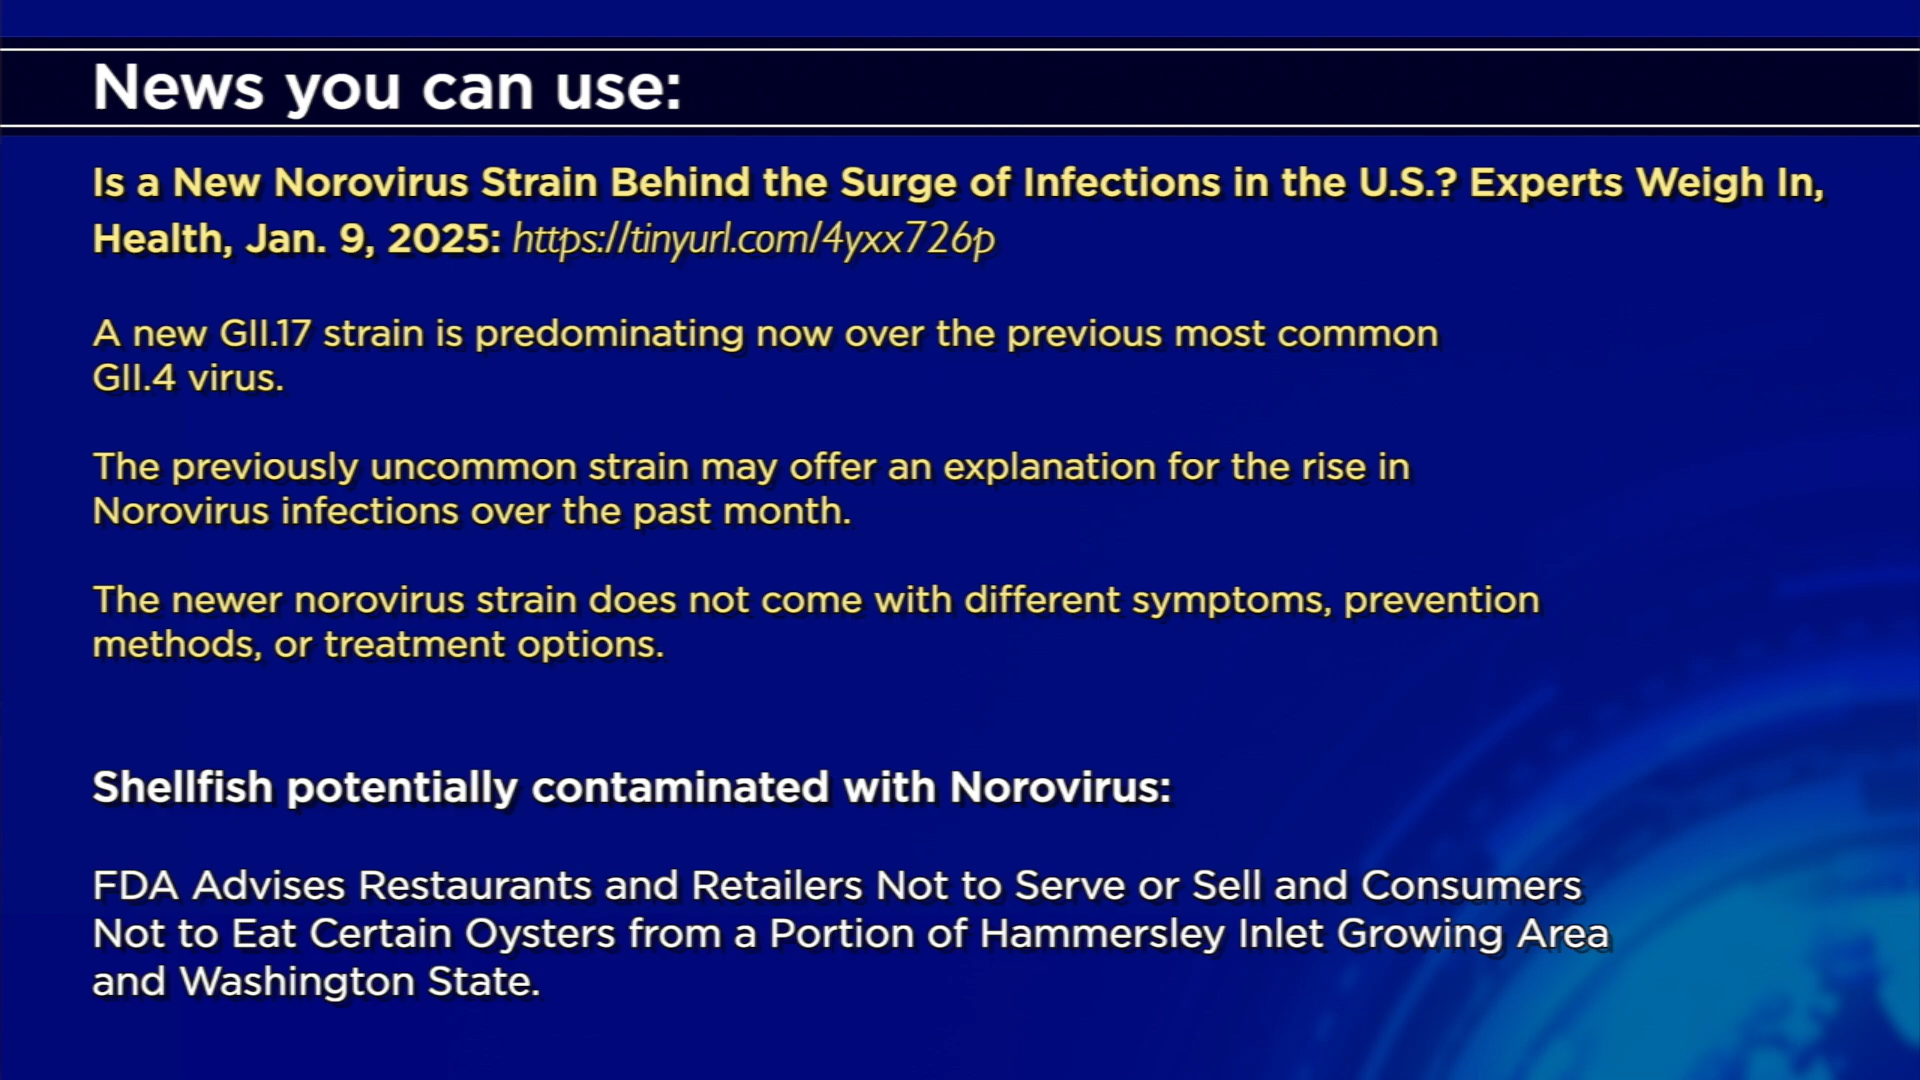 News you can use:
Is a New Norovirus Strain Behind the Surge of Infections in the U.S.? Experts Weigh In,
Health, Jan. 9, 2025: https://tinyurl.com/4yxx726p
A new GII.17 strain is predominating now over the previous most common
GII.4 virus.
The previously uncommon strain may offer an explanation for the rise in
Norovirus infections over the past month.
The newer norovirus strain does not come with different symptoms, prevention
methods, or treatment options.
Shellfish potentially contaminated with Norovirus:
FDA Advises Restaurants and Retailers Not to Serve or Sell and Consumers
Not to Eat Certain Oysters from a Portion of Hammersley Inlet Growing Area
and Washington State.